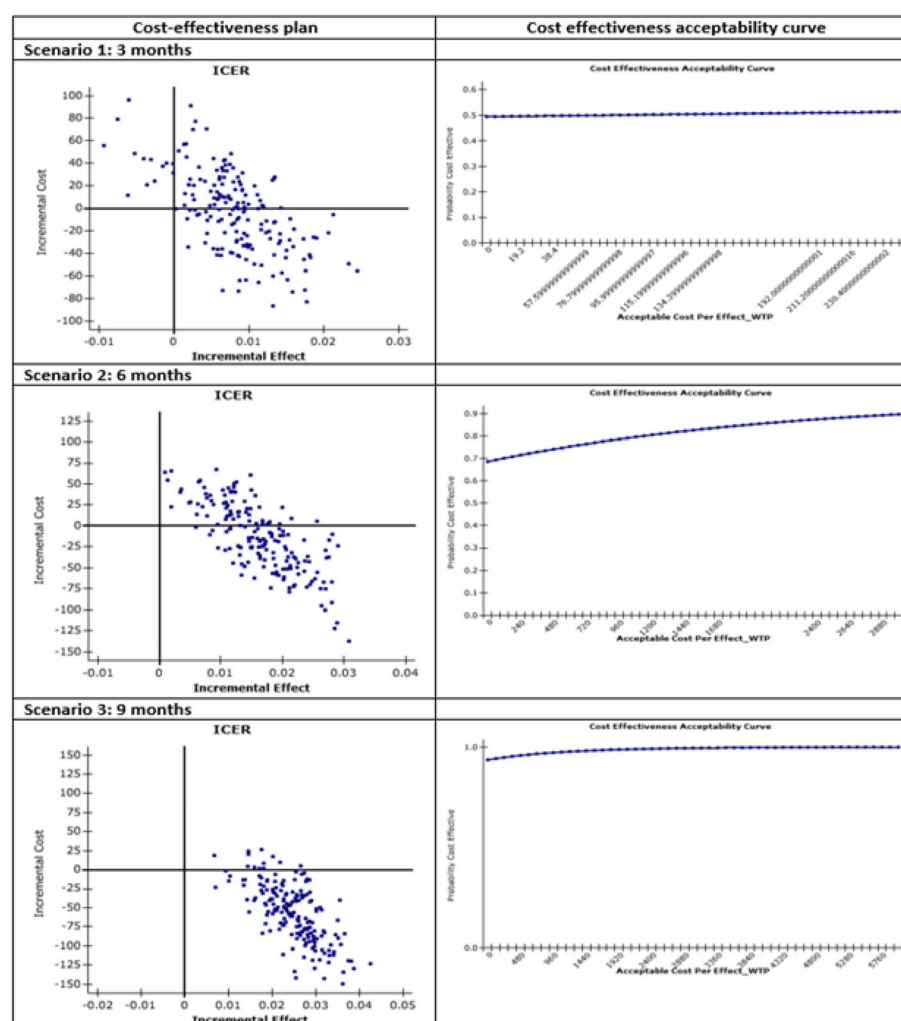 Cost-effectiveness plan
Cost effectiveness acceptability curve
Scenario 1: 3 months
ICER
Incremental Cost
100
80
60
40
20
0
-20
-40
-60
-80
-100
-0.01 0 0.01 0.02 0.03
Incremental Effect
Cost Effectiveness Acceptability Curve
Probability Cost Effective
0.6
0.5
0.4
0.3
0.2
0.1
0.0
0 19.2 38.4
Acceptable Cost Per Effect_WTP
Scenario 2: 6 months
ICER
Incremental Cost
125
100
75
50
25
0
-25
-50
-75
-100
-125
-150
-0.01 0 0.01 0.02 0.03 0.04
Incremental Effect
Cost Effectiveness Acceptability Curve
Probability Cost Effective
0.9
0.8
0.7
0.6
0.5
0.4
0.3
0.2
0.1
0.0
0 240 480 720 960 1200 1440 1680 2400 2640 2880
Acceptable Cost Per Effect_WTP
Scenario 3: 9 months
ICER
Incremental Cost
150
125
100
75
50
25
0
-25
-50
-75
-100
-125
-150
-0.02 -0.01 0 0.01 0.02 0.03 0.04 0.05
Incremental Effect
Cost Effectiveness Acceptability Curve
Probability Cost Effective
1.0
0.0
0 480 960 1440 1920 2400 2880 3360 3840 4320 4800 5280 5760
Acceptable Cost Per Effect_WTP